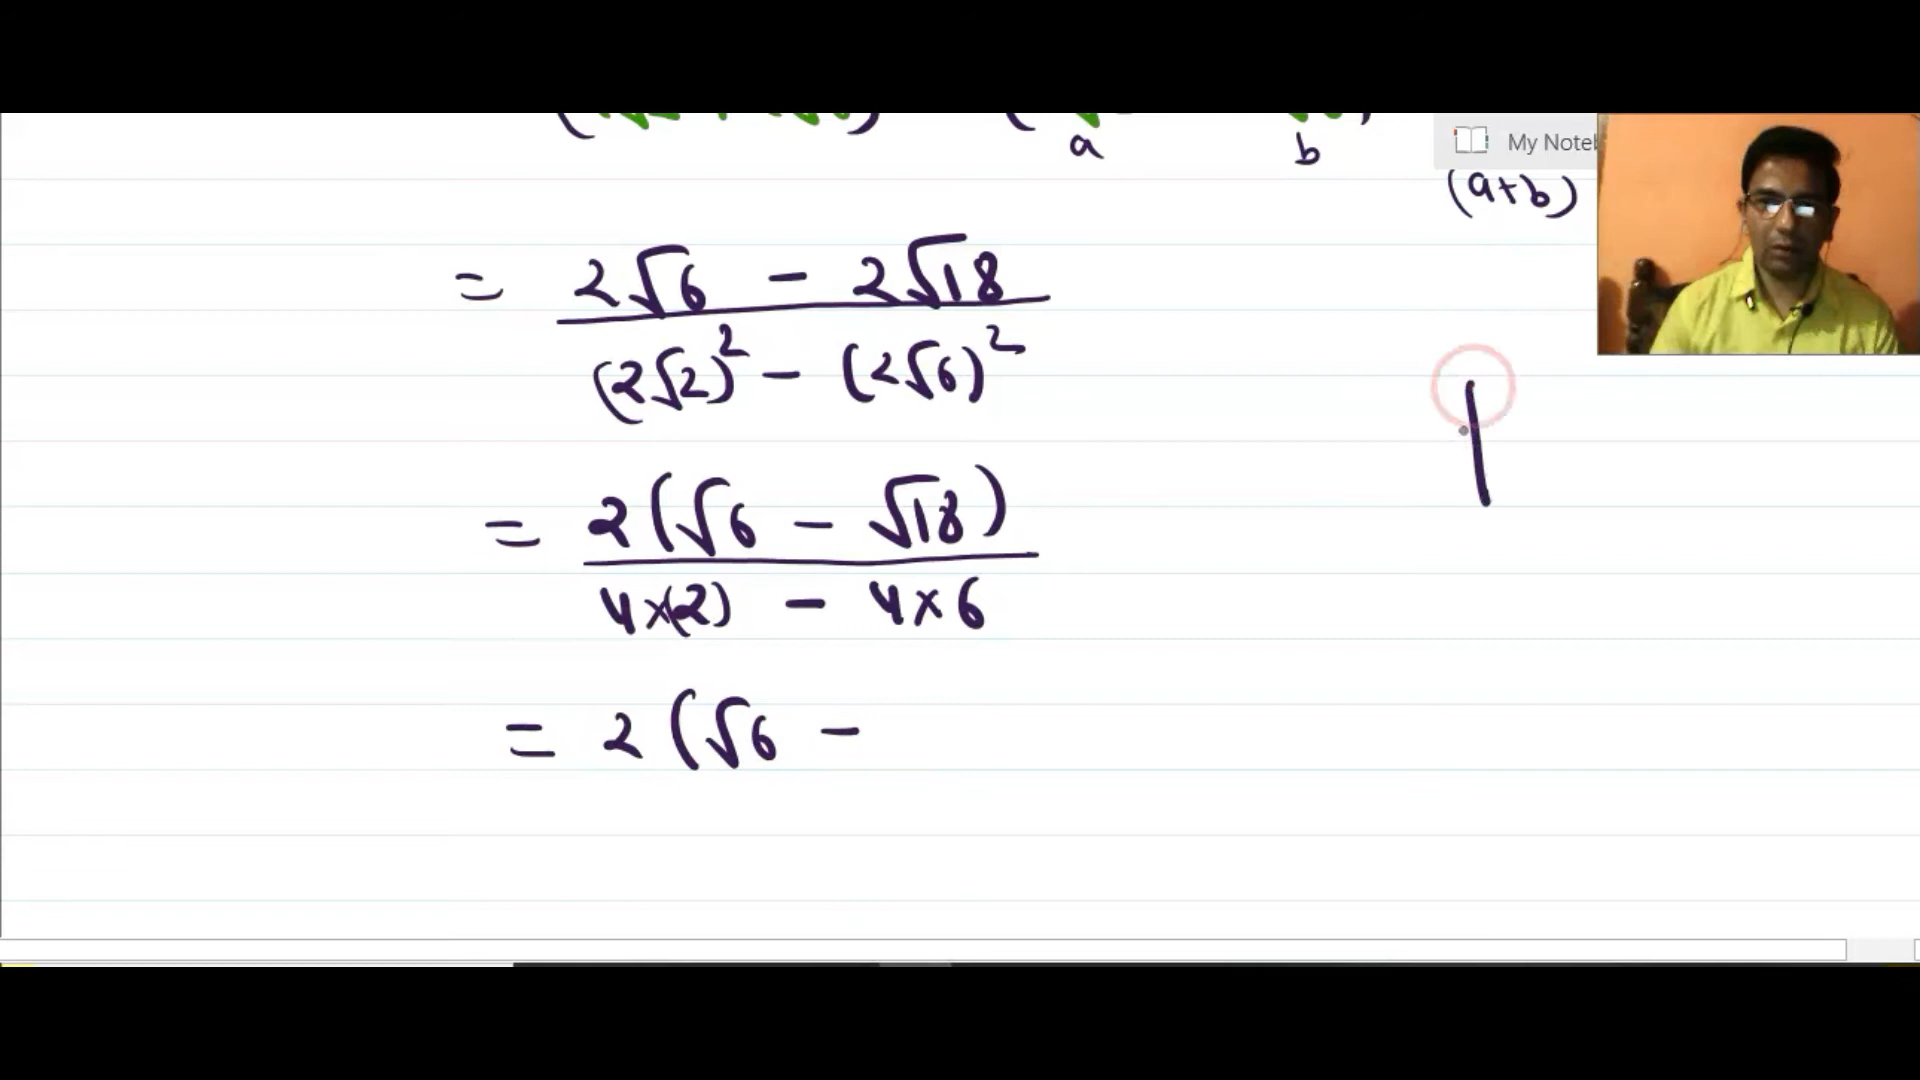 a b
My Noteb
(a+b)
= 2√6 - 2√18
(2√2)² - (2√6)²
= 2(√6 - √18)
4×(2) - 4×6
= 2(√6 -